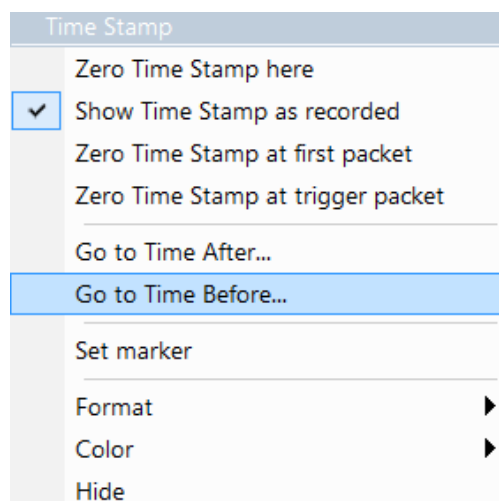 Time Stamp
Zero Time Stamp here
Show Time Stamp as recorded
Zero Time Stamp at first packet
Zero Time Stamp at trigger packet
Go to Time After...
Go to Time Before...
Set marker
Format
Color
Hide